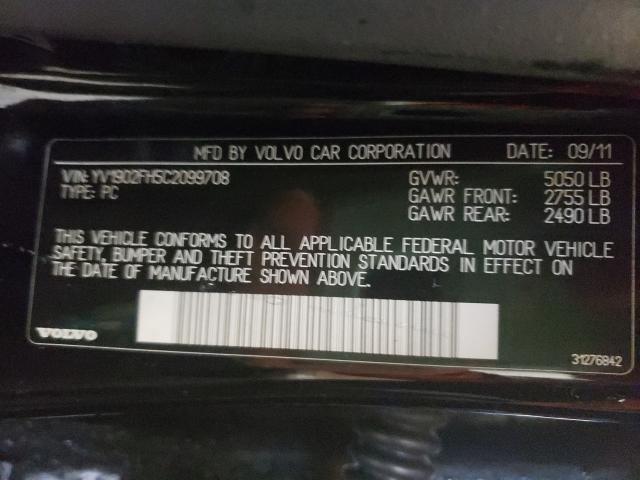 MFD BY VOLVO CAR CORPORATION DATE: 09/11
VIN: YV1902FH5C2099708 GVWR: 5050 LB
TYPE: PC GAWR FRONT: 2755 LB
GAWR REAR: 2490 LB
THIS VEHICLE CONFORMS TO ALL APPLICABLE FEDERAL MOTOR VEHICLE
SAFETY, BUMPER AND THEFT PREVENTION STANDARDS IN EFFECT ON
THE DATE OF MANUFACTURE SHOWN ABOVE.
VOLVO 31276842